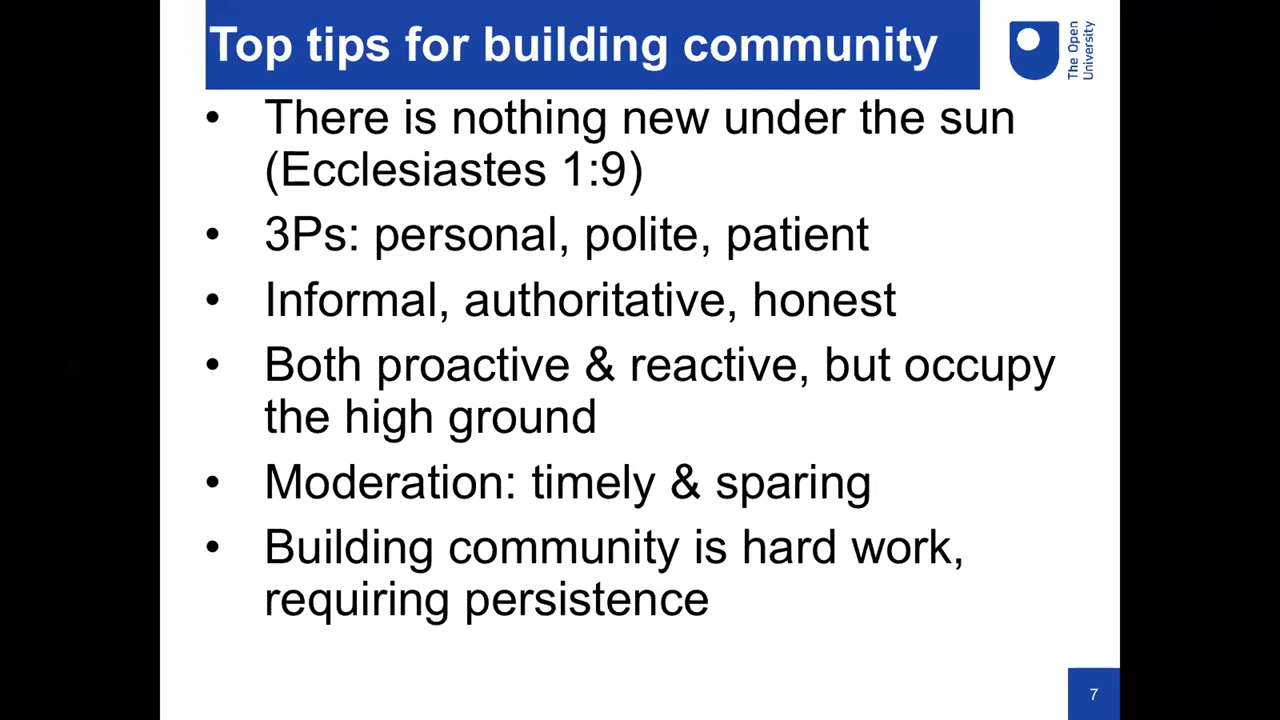 Top tips for building community
The Open
University
• There is nothing new under the sun
(Ecclesiastes 1:9)
• 3Ps: personal, polite, patient
• Informal, authoritative, honest
• Both proactive & reactive, but occupy
the high ground
• Moderation: timely & sparing
• Building community is hard work,
requiring persistence
7